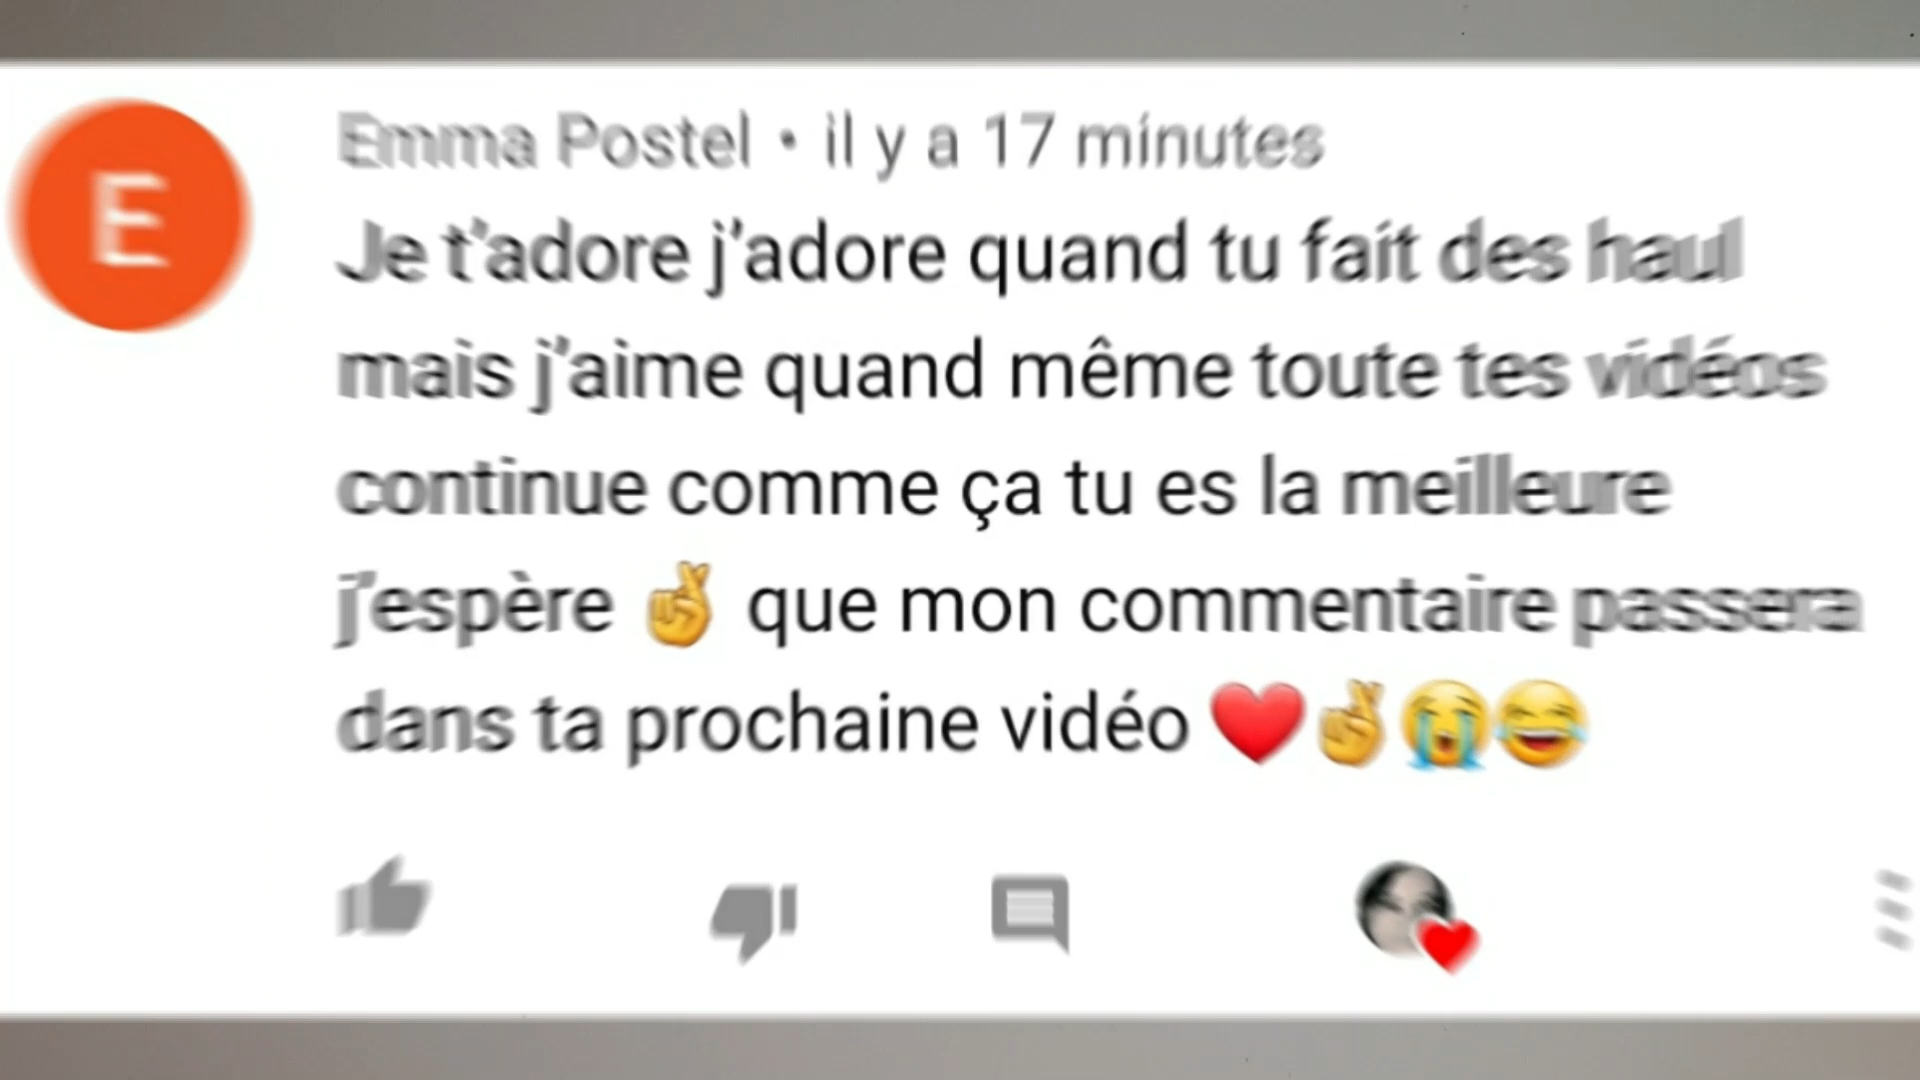 E
Emma Postel • il y a 17 minutes
Je t'adore j'adore quand tu fait des haul
mais j'aime quand même toute tes vidéos
continue comme ça tu es la meilleure
j'espère 🤞 que mon commentaire passera
dans ta prochaine vidéo ❤️🤞😭😂